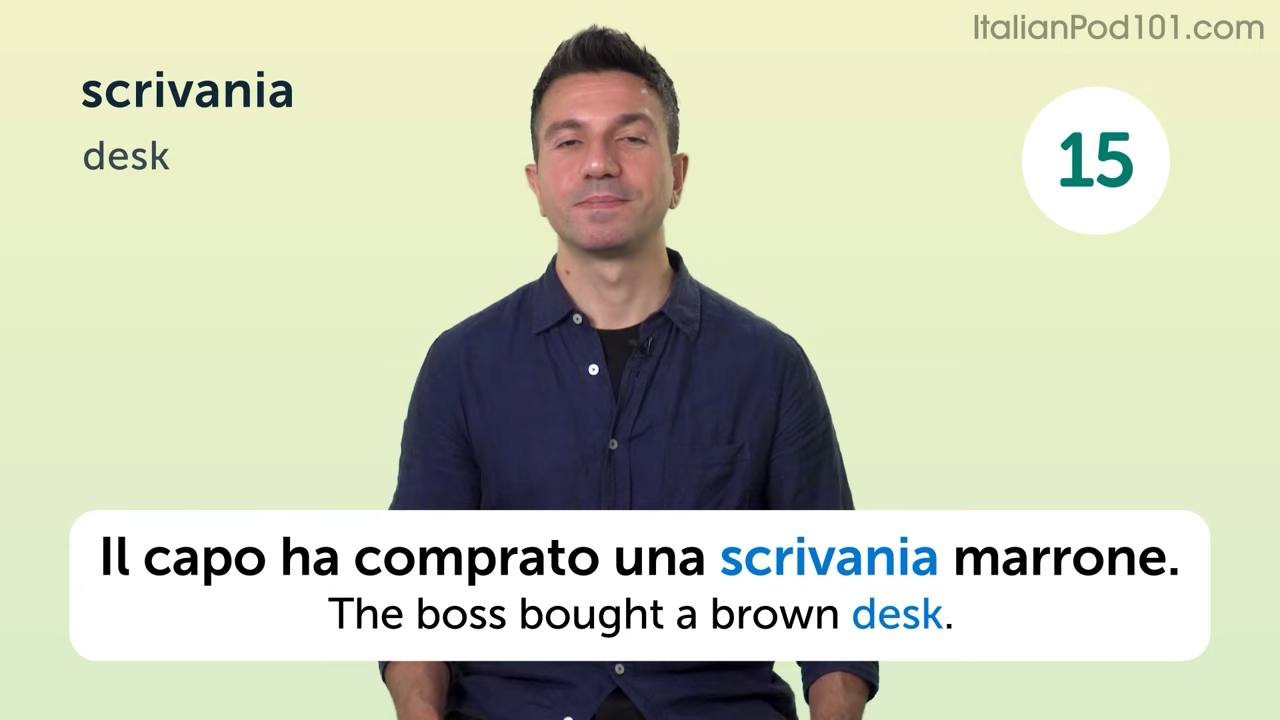 ItalianPod101.com
scrivania
desk
15
Il capo ha comprato una scrivania marrone.
The boss bought a brown desk.